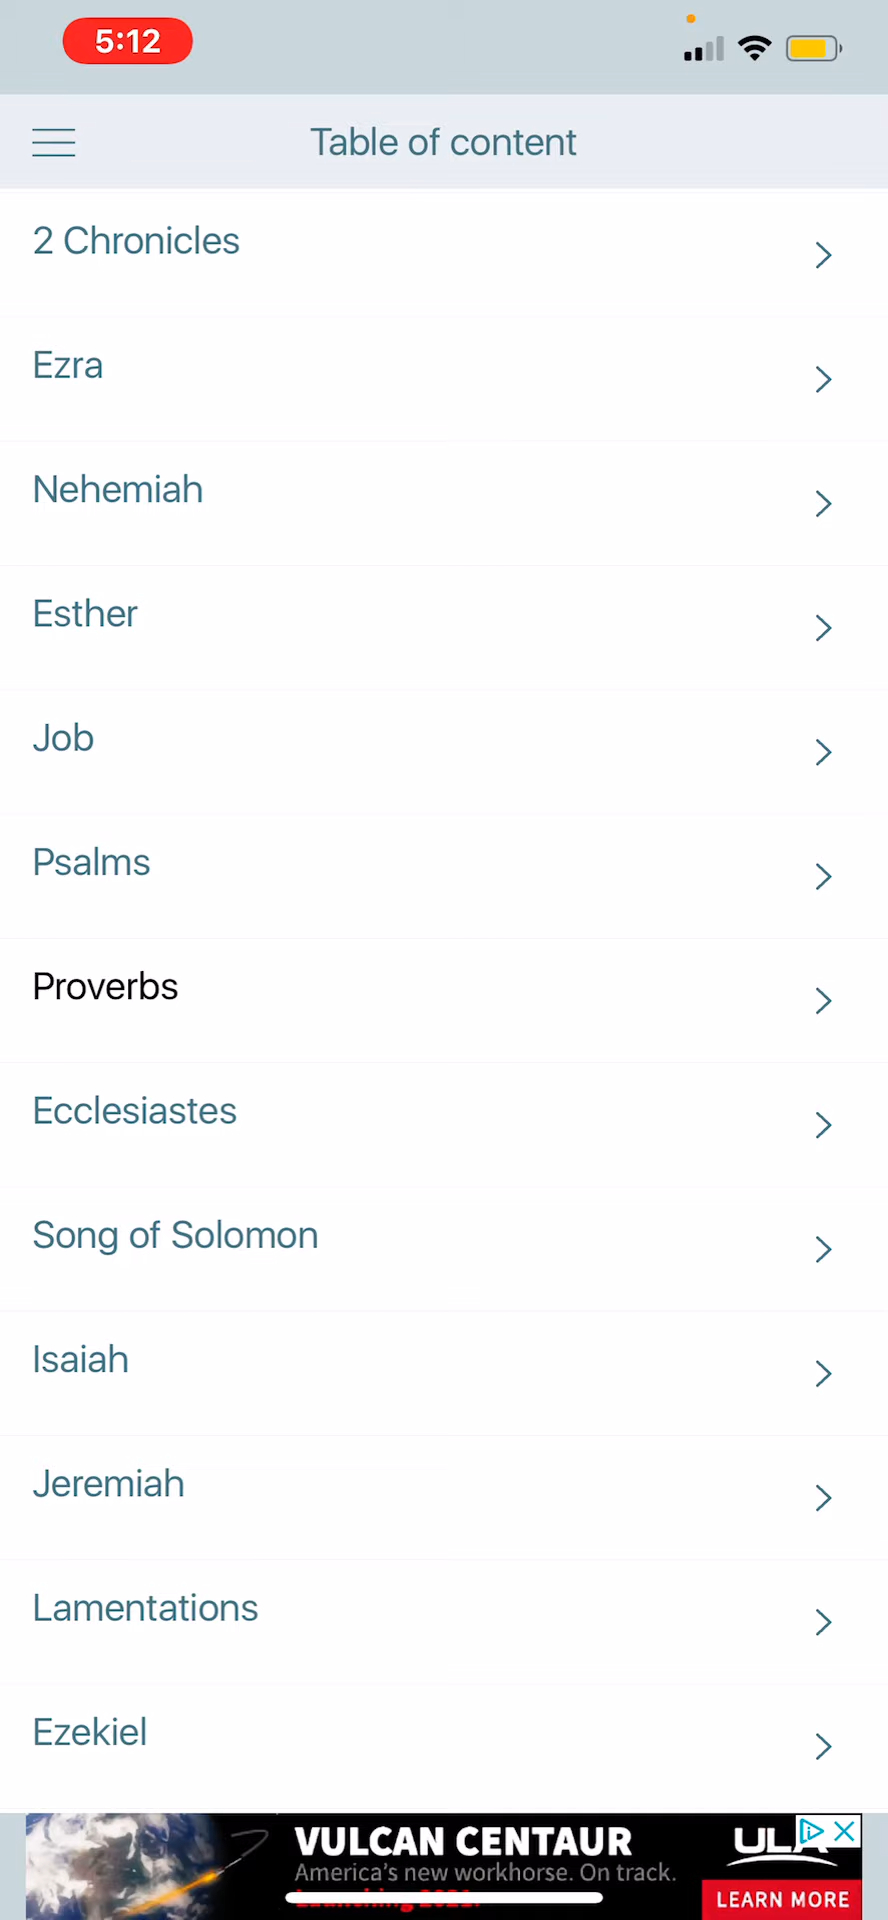 5:12
Table of content
2 Chronicles
Ezra
Nehemiah
Esther
Job
Psalms
Proverbs
Ecclesiastes
Song of Solomon
Isaiah
Jeremiah
Lamentations
Ezekiel
VULCAN CENTAUR
America's new workhorse. On track.
LEARN MORE